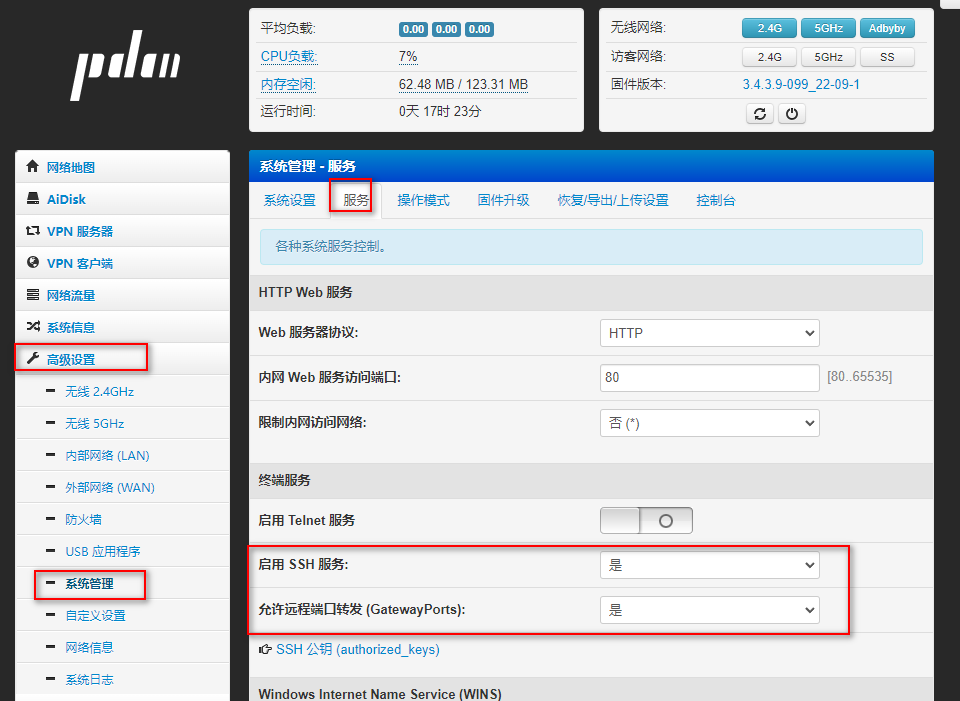 pdcn
平均负载: 0.00 0.00 0.00
CPU负载: 7%
内存空闲: 62.48 MB / 123.31 MB
运行时间: 0天 17时 23分
无线网络: 2.4G 5GHz Adbyby
访客网络: 2.4G 5GHz SS
固件版本: 3.4.3.9-099_22-09-1
网络地图
AiDisk
VPN 服务器
VPN 客户端
网络流量
系统信息
高级设置
无线 2.4GHz
无线 5GHz
内部网络 (LAN)
外部网络 (WAN)
防火墙
USB 应用程序
系统管理
自定义设置
网络信息
系统日志
系统管理 - 服务
系统设置 服务 操作模式 固件升级 恢复/导出/上传设置 控制台
各种系统服务控制。
HTTP Web 服务
Web 服务器协议: HTTP
内网 Web 服务访问端口: 80 [80..65535]
限制内网访问网络: 否 (*)
终端服务
启用 Telnet 服务
启用 SSH 服务: 是
允许远程端口转发 (GatewayPorts): 是
SSH 公钥 (authorized_keys)
Windows Internet Name Service (WINS)